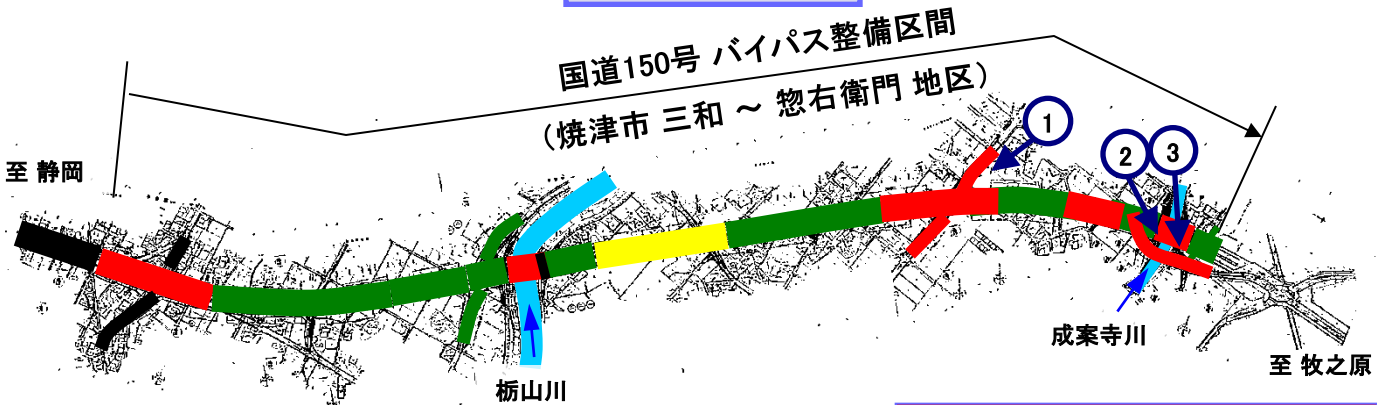 国道150号 バイパス整備区間
(焼津市 三和 ～ 惣右衛門 地区)
至 静岡
1
2
3
栃山川
成案寺川
至 牧之原